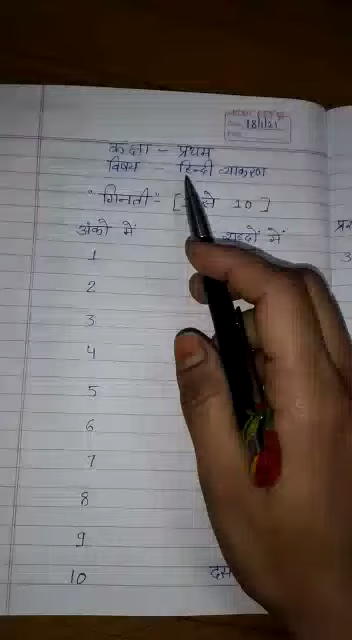 18/1/21
कक्षा - प्रथम
विषय - हिन्दी व्याकरण
"गिनती" - [ से 10 ]
अंको में शब्दों में
1
2
3
4
5
6
7
8
9
10